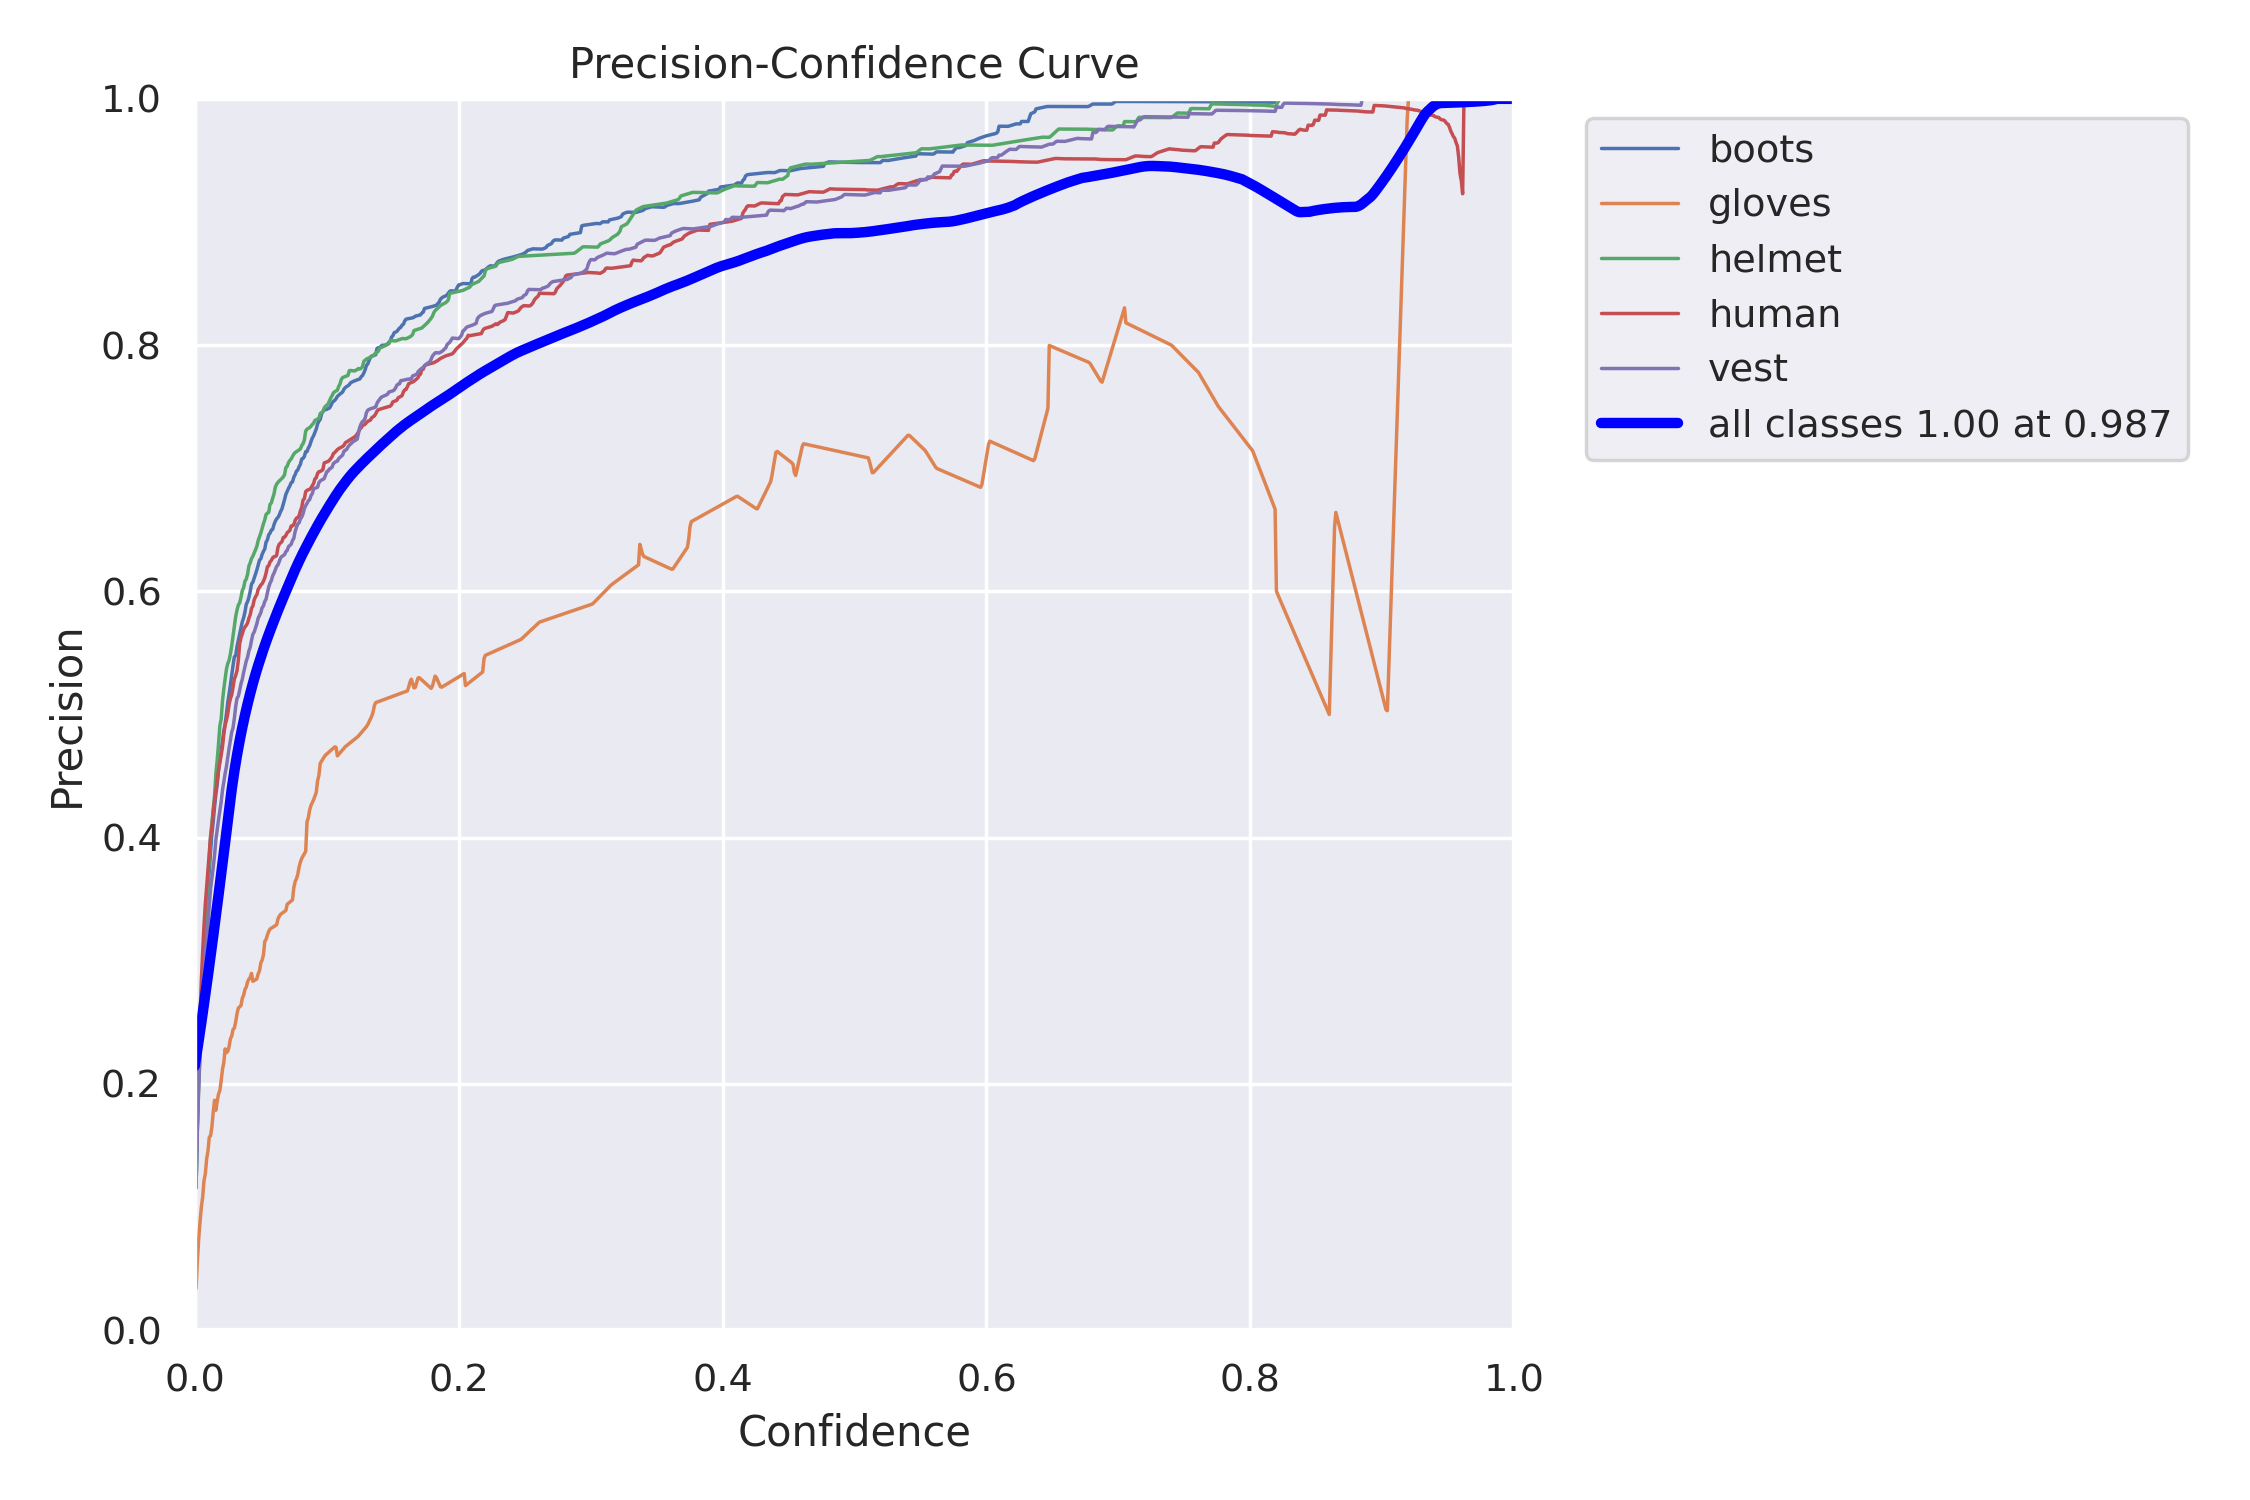 Precision-Confidence Curve
1.0
0.8
0.6
0.4
0.2
0.0
Precision
0.0 0.2 0.4 0.6 0.8 1.0
Confidence
boots
gloves
helmet
human
vest
all classes 1.00 at 0.987